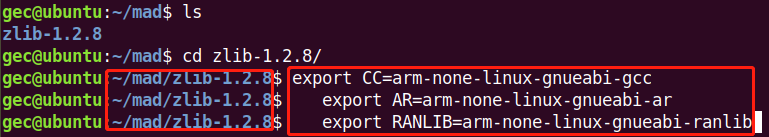 gec@ubuntu:~/mad$ ls
zlib-1.2.8
gec@ubuntu:~/mad$ cd zlib-1.2.8/
gec@ubuntu:~/mad/zlib-1.2.8$ export CC=arm-none-linux-gnueabi-gcc
gec@ubuntu:~/mad/zlib-1.2.8$   export AR=arm-none-linux-gnueabi-ar
gec@ubuntu:~/mad/zlib-1.2.8$   export RANLIB=arm-none-linux-gnueabi-ranlib